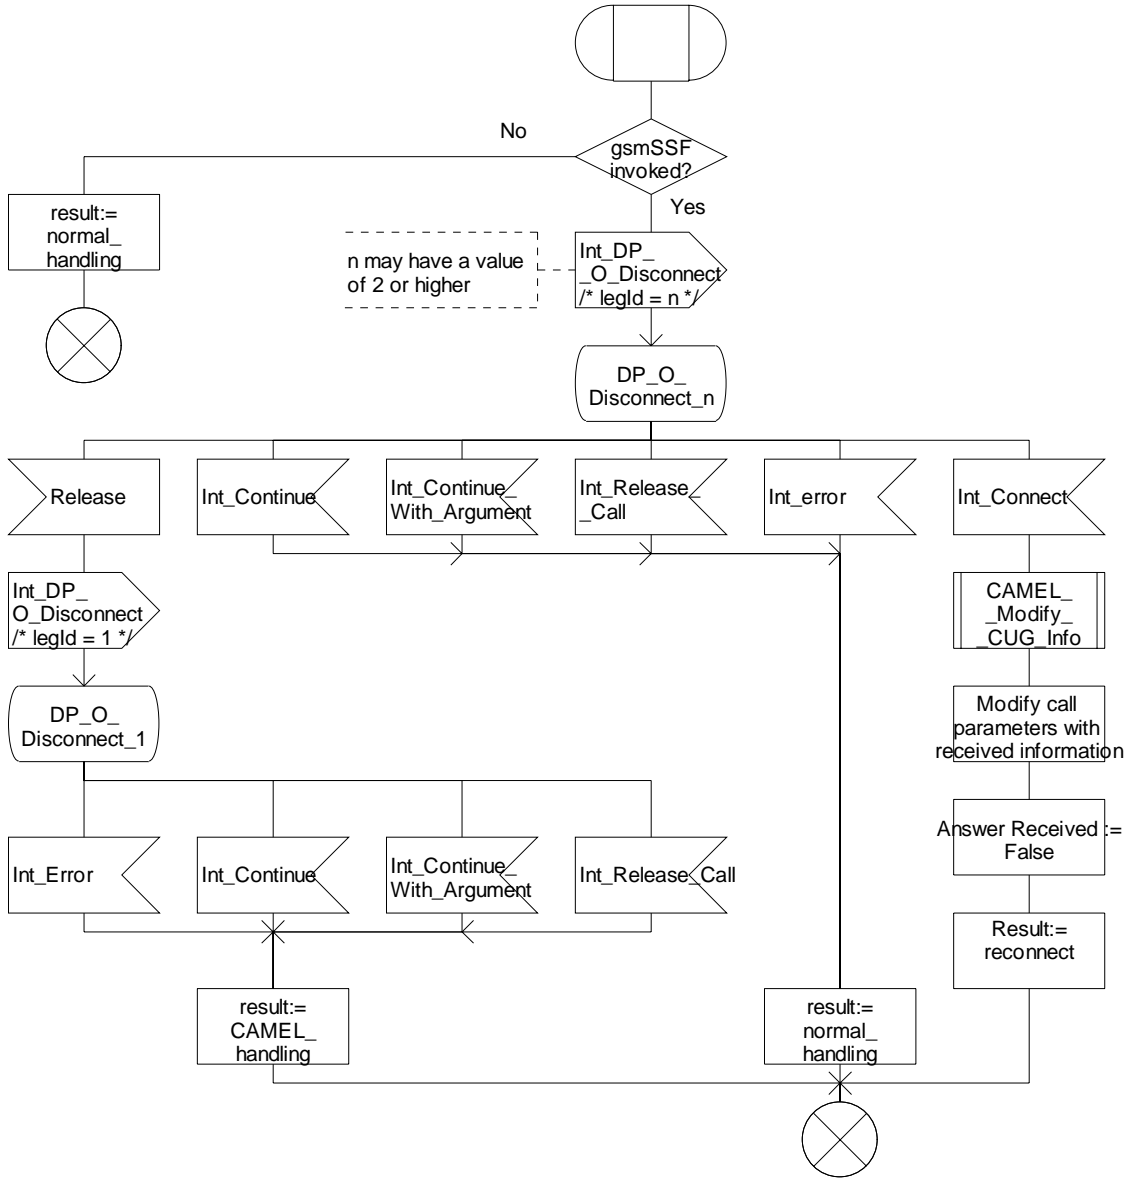 No
gsmSSF
invoked?
Yes
result:=
normal_
handling
n may have a value
of 2 or higher
Int_DP_
_O_Disconnect
/* legId = n */
DP_O_
Disconnect_n
Release
Int_Continue
Int_Continue_
With_Argument
Int_Release_
_Call
Int_error
Int_Connect
Int_DP_
O_Disconnect
/* legId = 1 */
CAMEL_
_Modify_
_CUG_Info
DP_O_
Disconnect_1
Modify call
parameters with
received information
Int_Error
Int_Continue
Int_Continue_
With_Argument
Int_Release_Call
Answer Received :=
False
Result:=
reconnect
result:=
CAMEL_
handling
result:=
normal_
handling